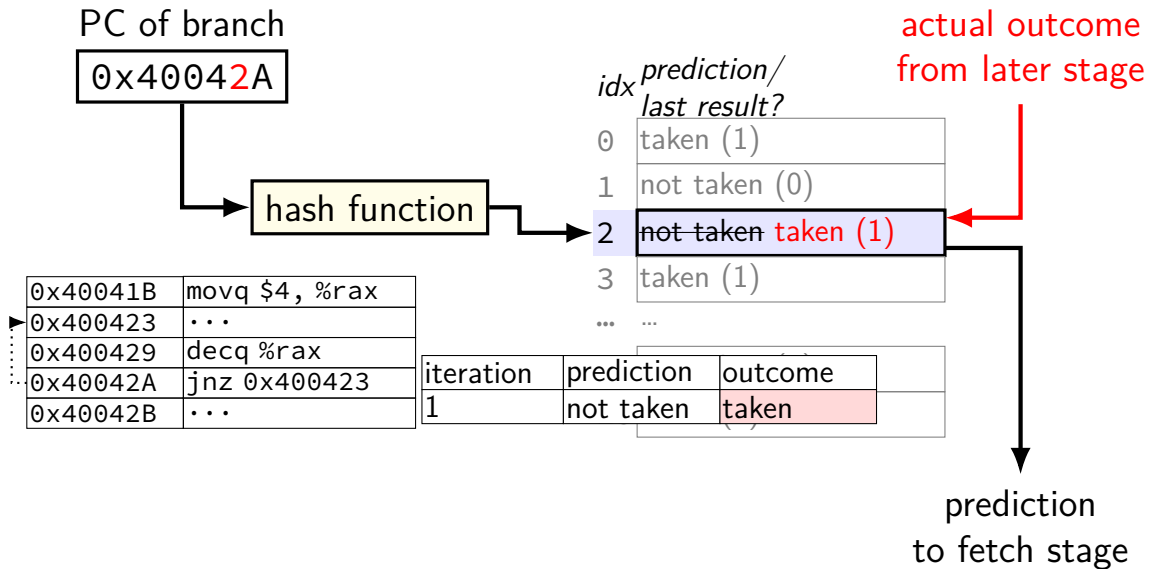 PC of branch
0x40042A
hash function
idx
prediction/
last result?
0 taken (1)
1 not taken (0)
2 not taken taken (1)
3 taken (1)
… …
actual outcome
from later stage
0x40041B movq $4, %rax
0x400423 ...
0x400429 decq %rax
0x40042A jnz 0x400423
0x40042B ...
iteration prediction outcome
1 not taken taken
prediction
to fetch stage